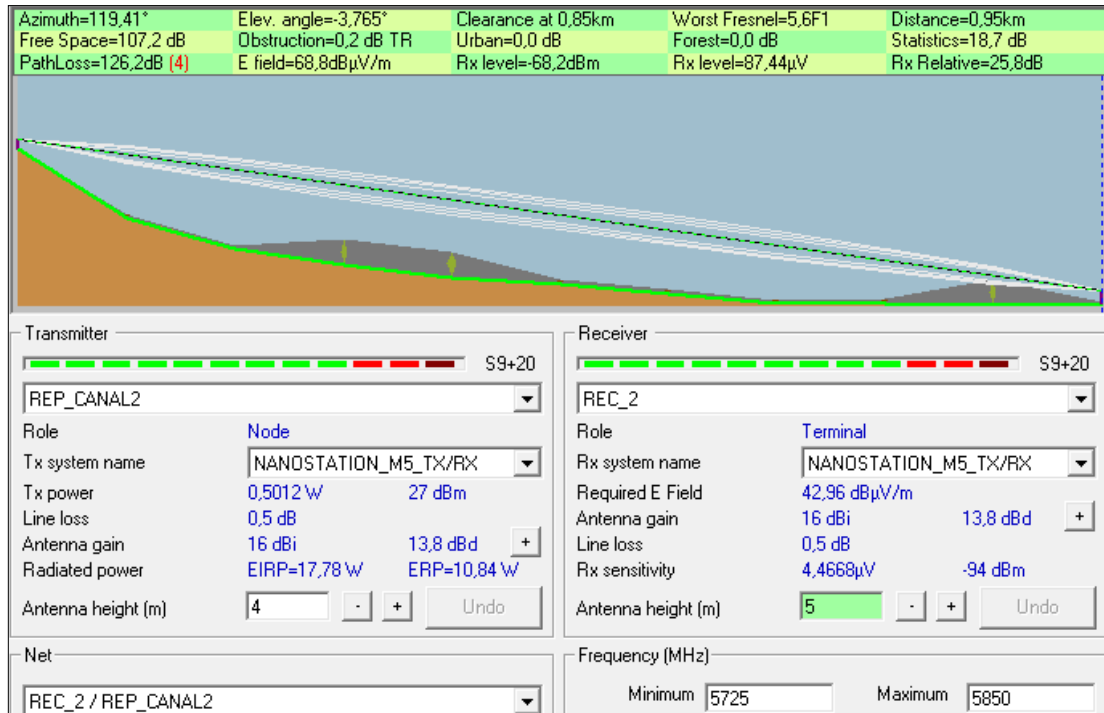 Azimuth=119,41° Elev. angle=-3,765° Clearance at 0,85km Worst Fresnel=5,6F1 Distance=0,95km
Free Space=107,2 dB Obstruction=0,2 dB TR Urban=0,0 dB Forest=0,0 dB Statistics=18,7 dB
PathLoss=126,2dB (4) E field=68,8dBµV/m Rx level=-68,2dBm Rx level=87,44µV Rx Relative=25,8dB
Transmitter
S9+20
REP_CANAL2
Role Node
Tx system name NANOSTATION_M5_TX/RX
Tx power 0,5012 W 27 dBm
Line loss 0,5 dB
Antenna gain 16 dBi 13,8 dBd +
Radiated power EIRP=17,78 W ERP=10,84 W
Antenna height (m) 4 - + Undo
Receiver
S9+20
REC_2
Role Terminal
Rx system name NANOSTATION_M5_TX/RX
Required E Field 42,96 dBµV/m
Antenna gain 16 dBi 13,8 dBd +
Line loss 0,5 dB
Rx sensitivity 4,4668µV -94 dBm
Antenna height (m) 5 - + Undo
Net
REC_2 / REP_CANAL2
Frequency (MHz)
Minimum 5725 Maximum 5850